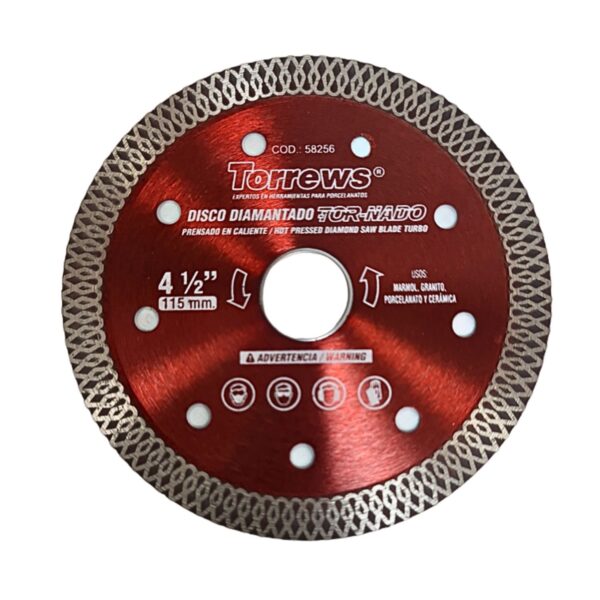 COD.: 58256
Torrews®
EXPERTOS EN HERRAMIENTAS PARA PORCELANATOS
DISCO DIAMANTADO TOR-NADO
PRENSADO EN CALIENTE / HOT PRESSED DIAMOND SAW BLADE TURBO
4 ½”
115 mm.
USOS:
MARMOL, GRANITO,
PORCELANATO Y CERÁMICA
ADVERTENCIA / WARNING